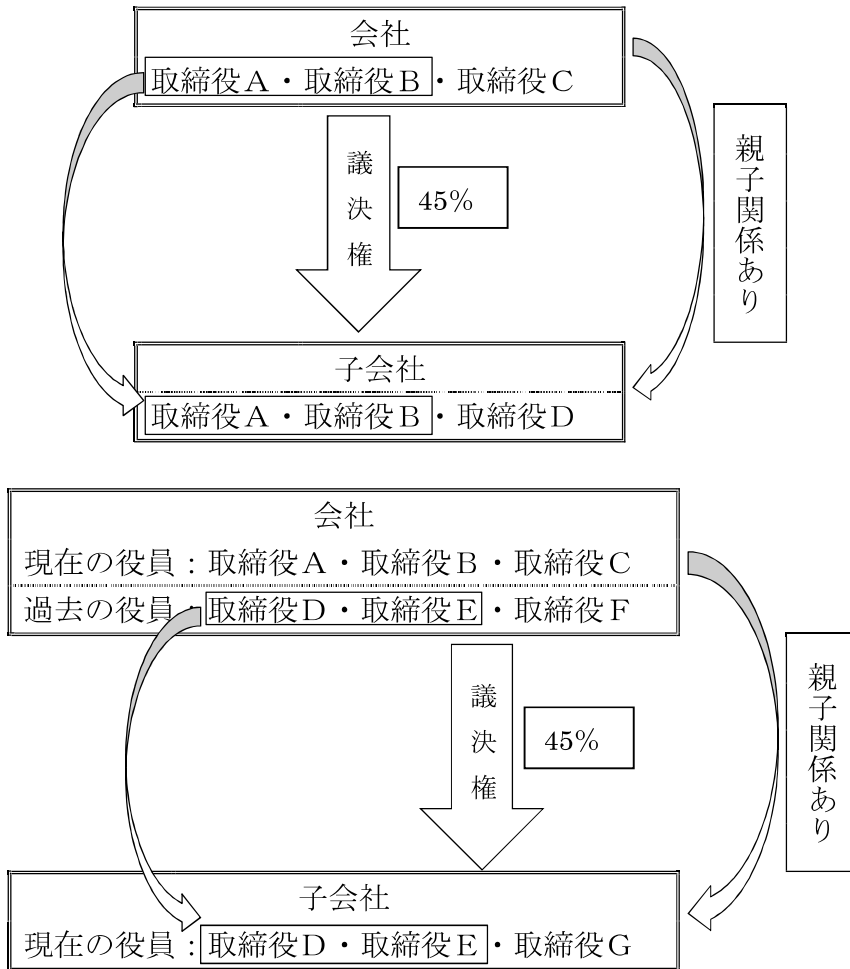 会社
取締役A・取締役B・取締役C
議決権
45%
親子関係あり
子会社
取締役A・取締役B・取締役D
会社
現在の役員：取締役A・取締役B・取締役C
過去の役員：取締役D・取締役E・取締役F
議決権
45%
親子関係あり
子会社
現在の役員：取締役D・取締役E・取締役G